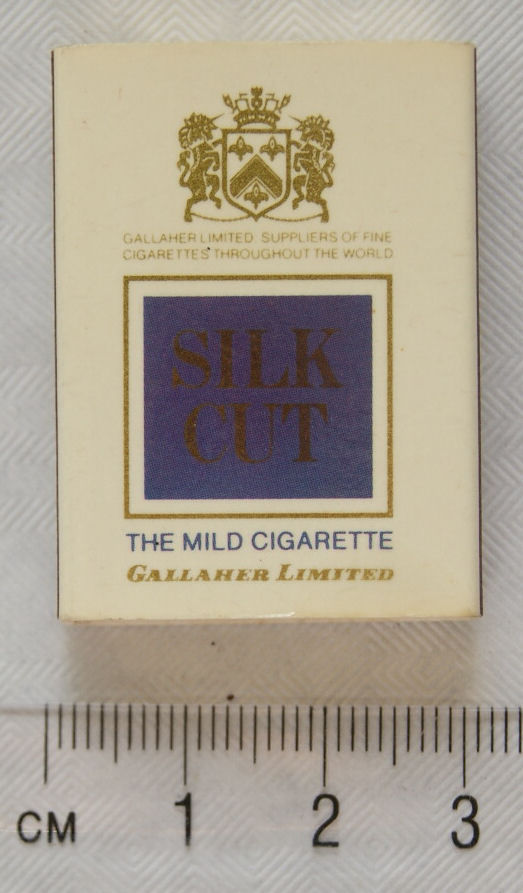 GALLAHER LIMITED. SUPPLIERS OF FINE
CIGARETTES THROUGHOUT THE WORLD
SILK
CUT
THE MILD CIGARETTE
GALLAHER LIMITED
CM 1 2 3